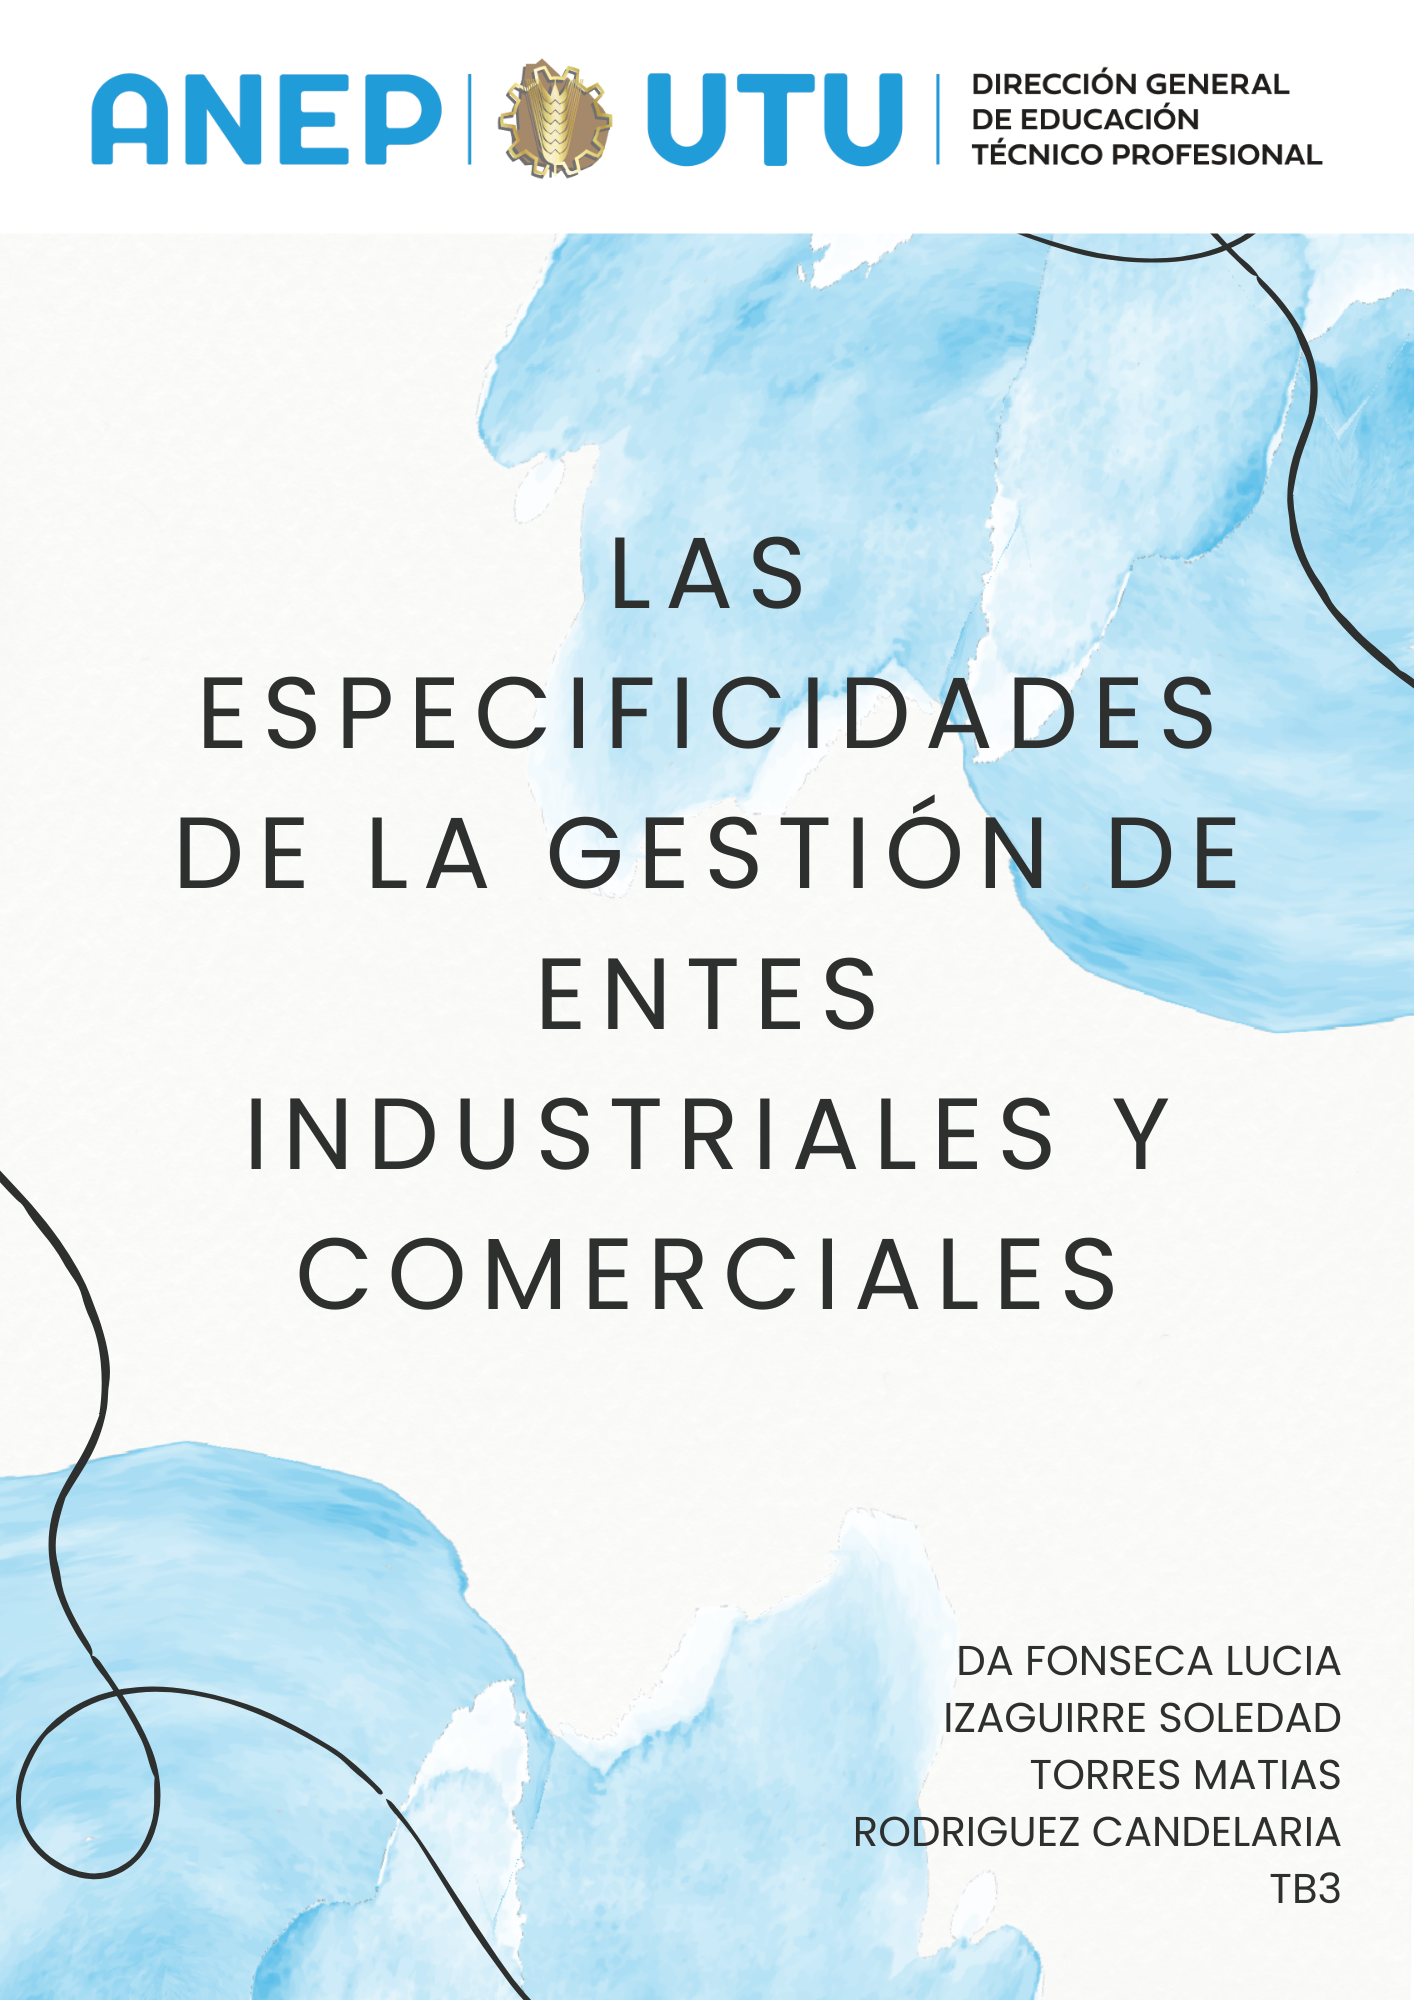 ANEP
UTU
DIRECCIÓN GENERAL
DE EDUCACIÓN
TÉCNICO PROFESIONAL
LAS
ESPECIFICIDADES
DE LA GESTIÓN DE
ENTES
INDUSTRIALES Y
COMERCIALES
DA FONSECA LUCIA
IZAGUIRRE SOLEDAD
TORRES MATIAS
RODRIGUEZ CANDELARIA
TB3